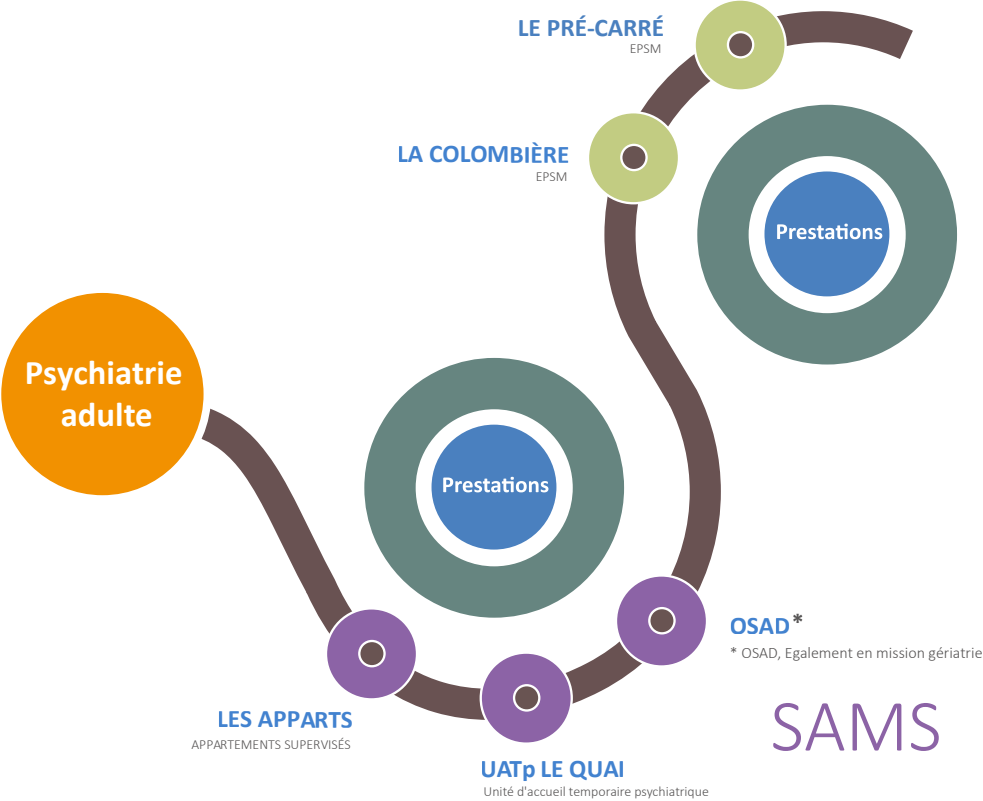 LE PRÉ-CARRÉ
EPSM
LA COLOMBIÈRE
EPSM
Prestations
Psychiatrie
adulte
Prestations
OSAD*
* OSAD, Egalement en mission gériatrie
LES APPARTS
APPARTEMENTS SUPERVISÉS
SAMS
UATp LE QUAI
Unité d'accueil temporaire psychiatrique